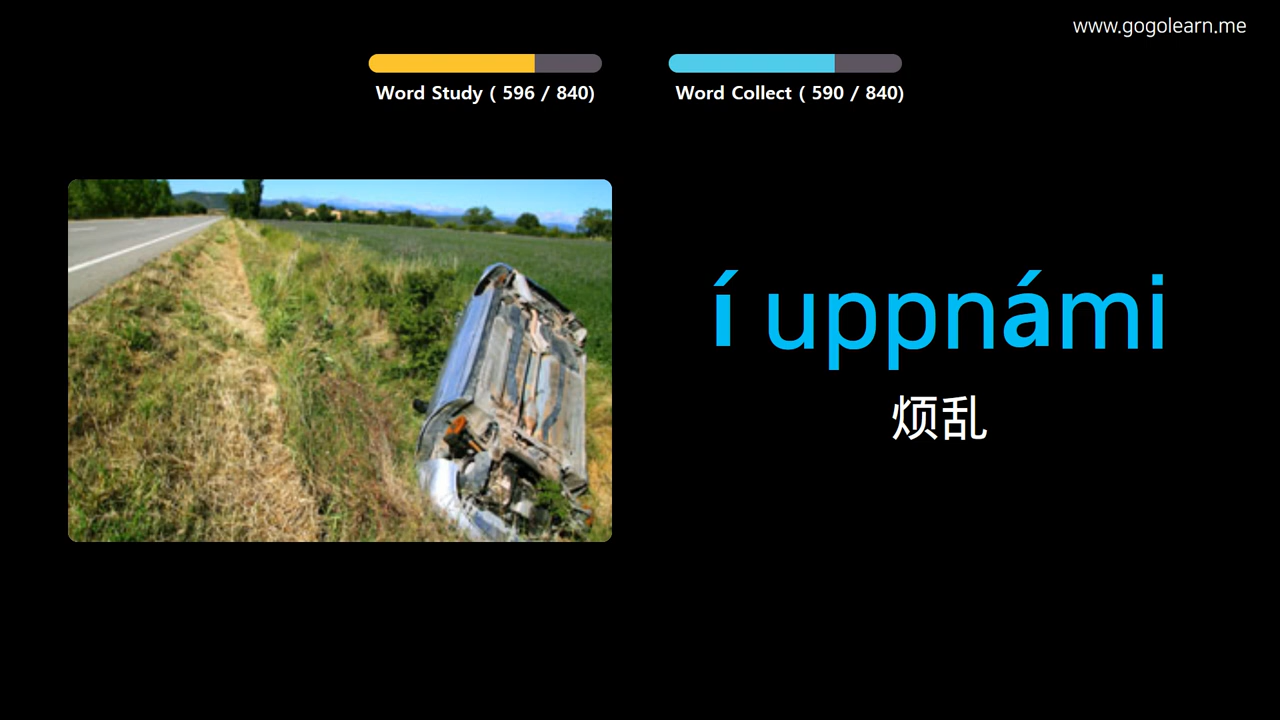 www.gogolearn.me
Word Study ( 596 / 840)
Word Collect ( 590 / 840)
í uppnámi
烦乱